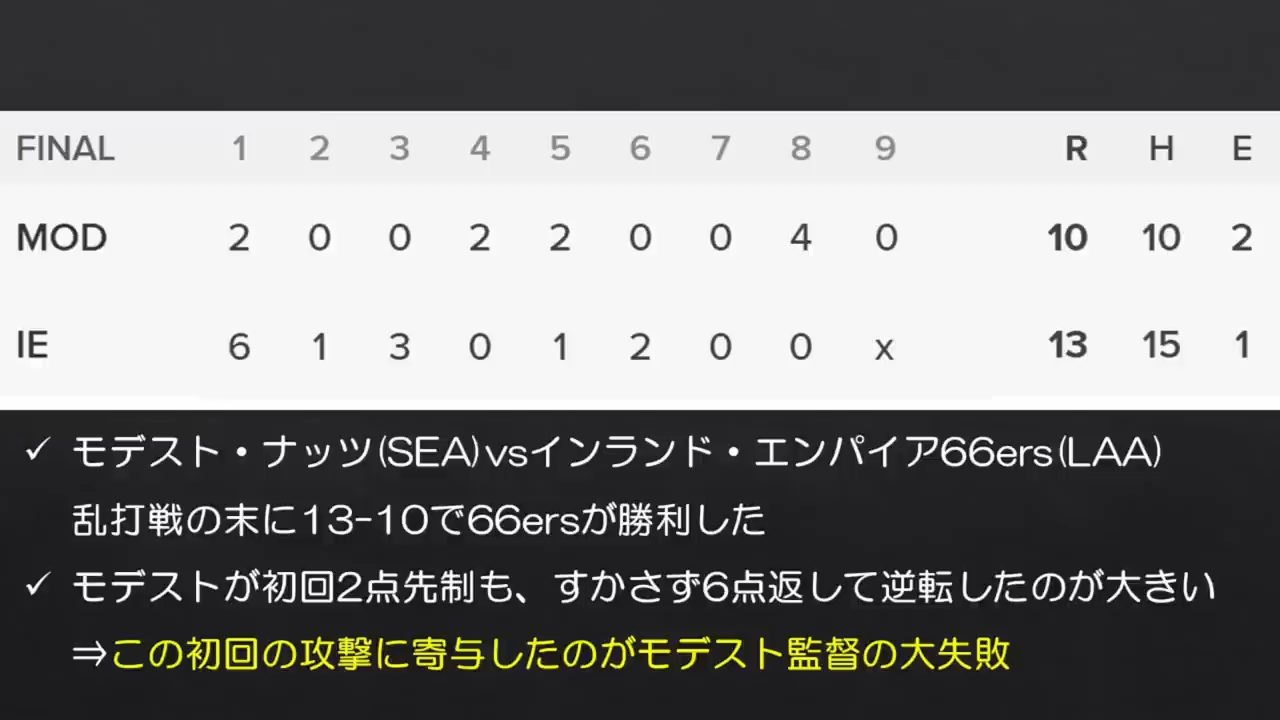 FINAL 1 2 3 4 5 6 7 8 9 R H E
MOD 2 0 0 2 2 0 0 4 0 10 10 2
IE 6 1 3 0 1 2 0 0 x 13 15 1
✓ モデスト・ナッツ(SEA)vsインランド・エンパイア66ers(LAA)
乱打戦の末に13-10で66ersが勝利した
✓ モデストが初回2点先制も、すかさず6点返して逆転したのが大きい
⇒この初回の攻撃に寄与したのがモデスト監督の大失敗